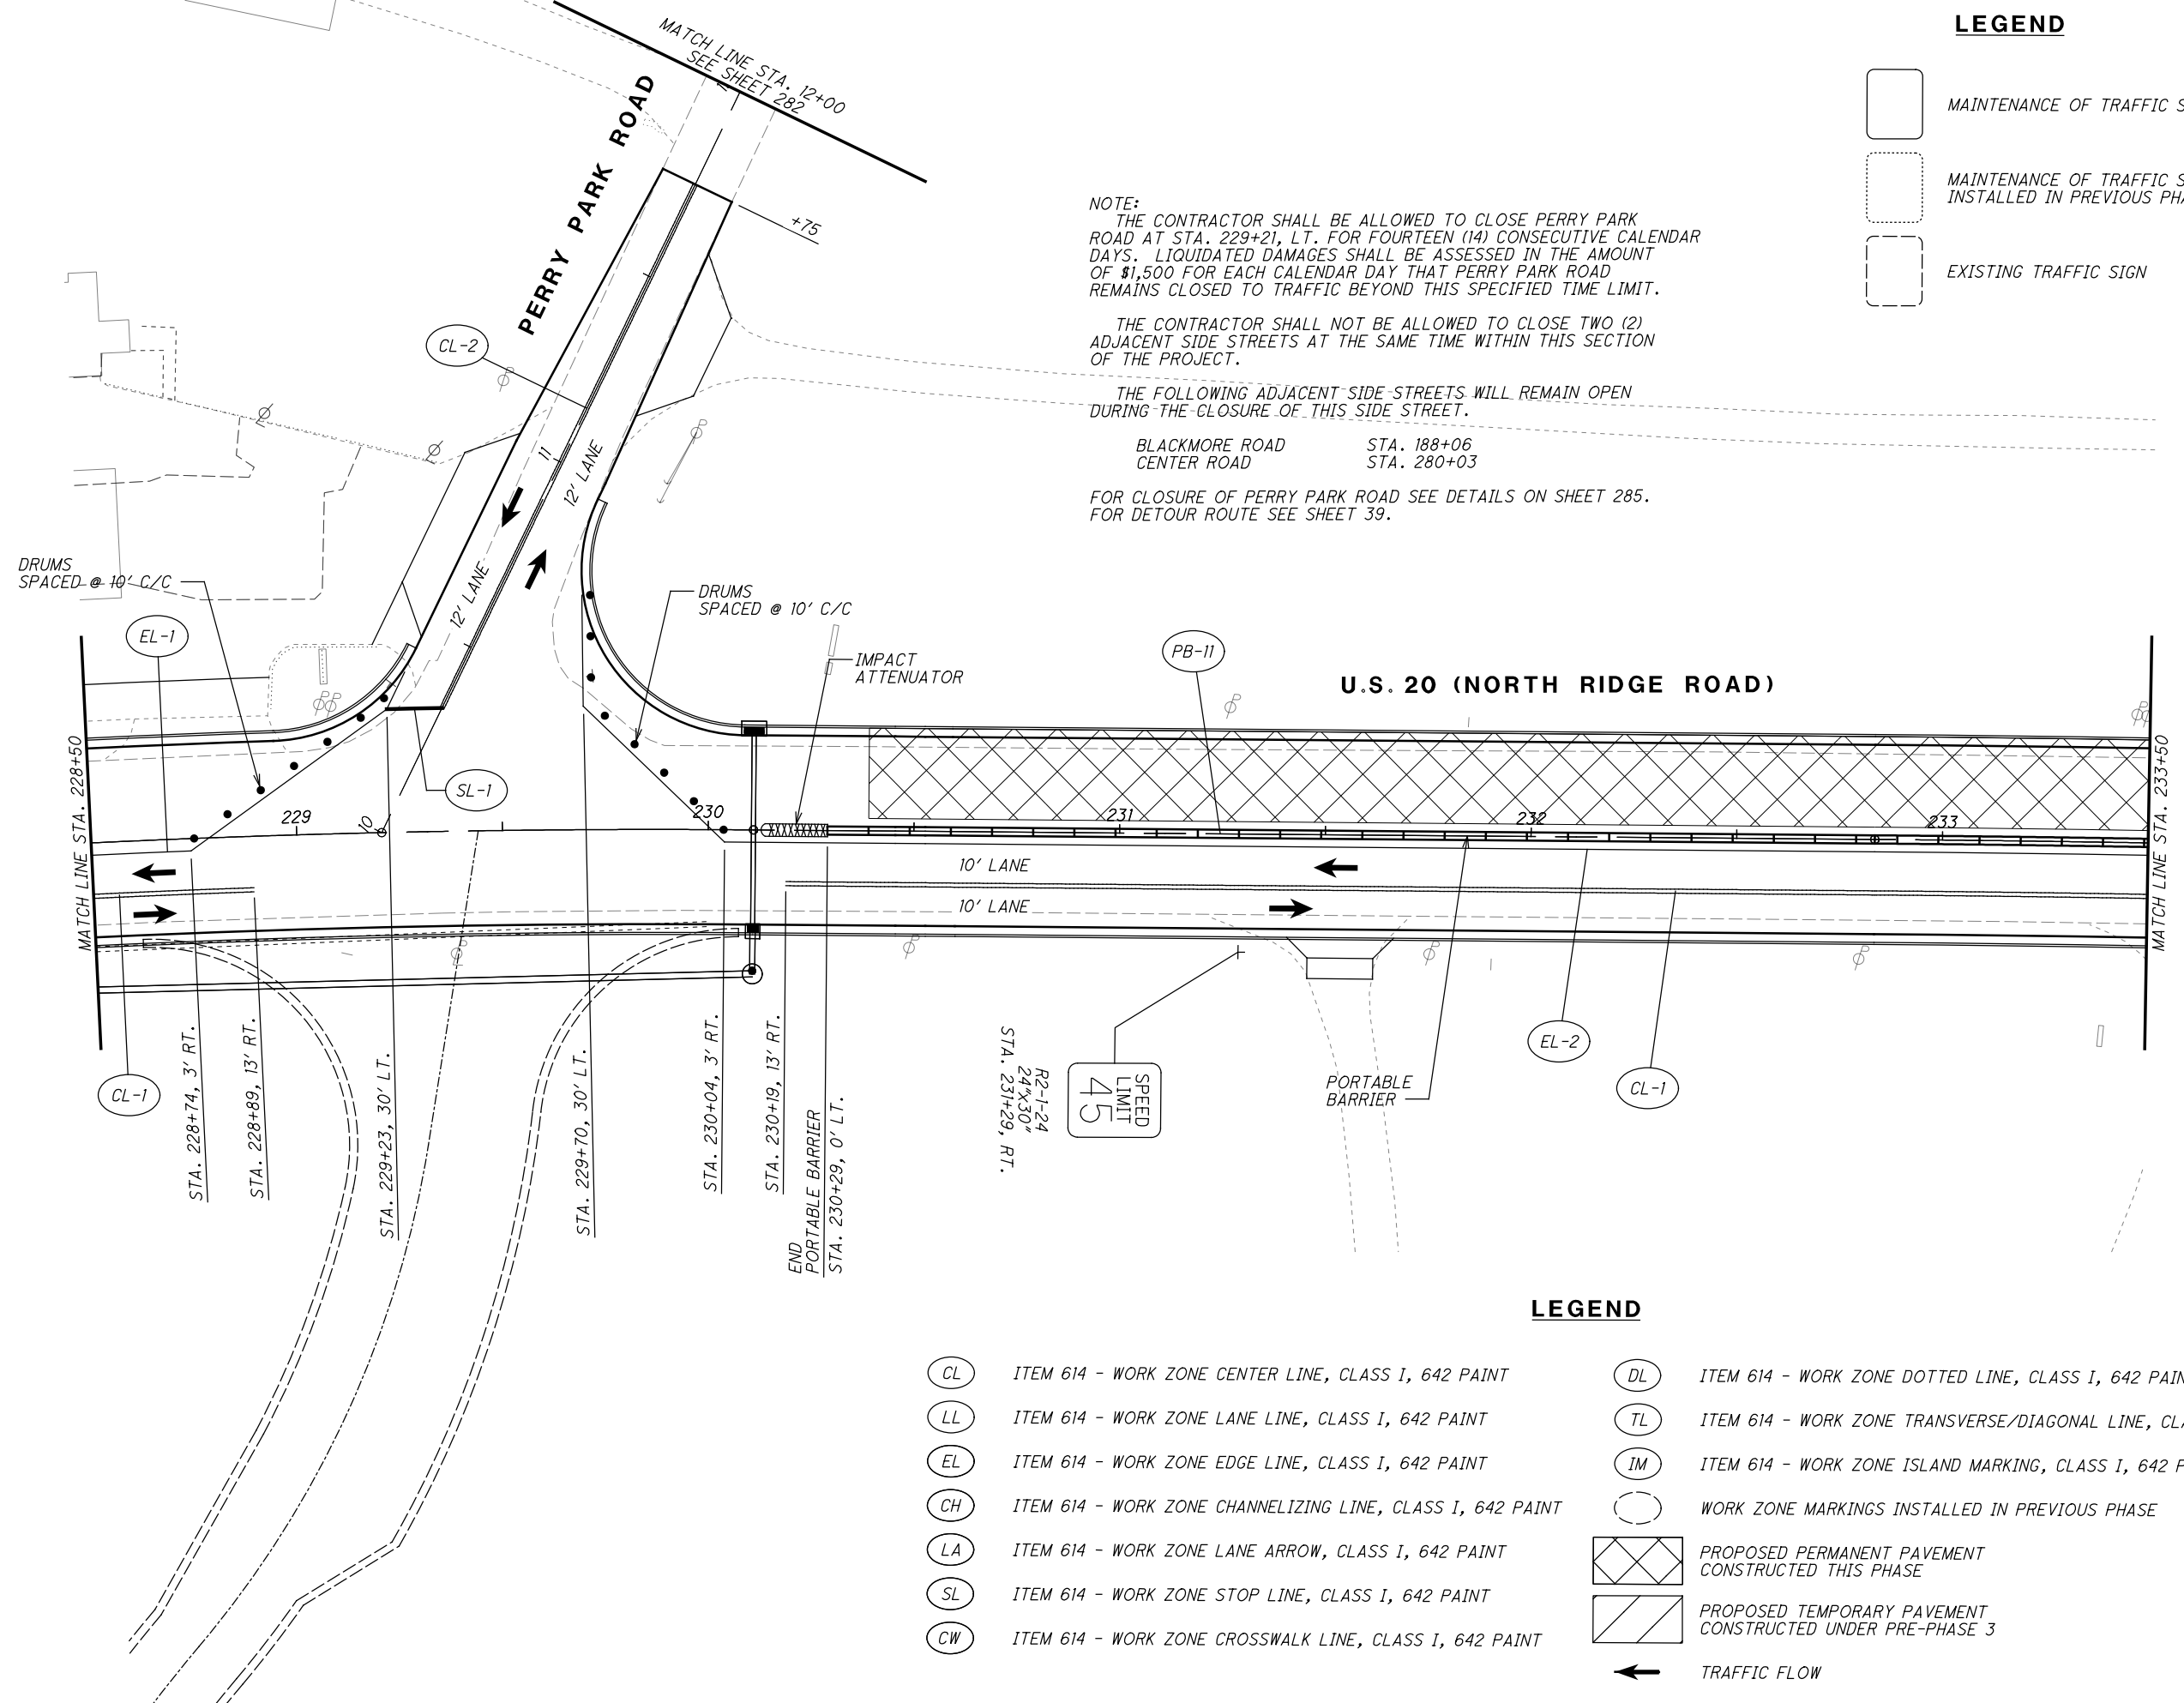 MATCH LINE STA. 12+00
SEE SHEET 282
PERRY PARK ROAD
+75
LEGEND
MAINTENANCE OF TRAFFIC S
MAINTENANCE OF TRAFFIC S
INSTALLED IN PREVIOUS PHA
EXISTING TRAFFIC SIGN
NOTE:
THE CONTRACTOR SHALL BE ALLOWED TO CLOSE PERRY PARK
ROAD AT STA. 229+21, LT. FOR FOURTEEN (14) CONSECUTIVE CALENDAR
DAYS. LIQUIDATED DAMAGES SHALL BE ASSESSED IN THE AMOUNT
OF $1,500 FOR EACH CALENDAR DAY THAT PERRY PARK ROAD
REMAINS CLOSED TO TRAFFIC BEYOND THIS SPECIFIED TIME LIMIT.
THE CONTRACTOR SHALL NOT BE ALLOWED TO CLOSE TWO (2)
ADJACENT SIDE STREETS AT THE SAME TIME WITHIN THIS SECTION
OF THE PROJECT.
THE FOLLOWING ADJACENT SIDE STREETS WILL REMAIN OPEN
DURING THE CLOSURE OF THIS SIDE STREET.
BLACKMORE ROAD STA. 188+06
CENTER ROAD STA. 280+03
FOR CLOSURE OF PERRY PARK ROAD SEE DETAILS ON SHEET 285.
FOR DETOUR ROUTE SEE SHEET 39.
CL-2
11
12' LANE
12' LANE
DRUMS
SPACED @ 10' C/C
DRUMS
SPACED @ 10' C/C
EL-1
IMPACT
ATTENUATOR
PB-11
U.S. 20 (NORTH RIDGE ROAD)
SL-1
MATCH LINE STA. 228+50
229
10
230
231
232
233
MATCH LINE STA. 233+50
10' LANE
10' LANE
CL-1
STA. 228+74, 3' RT.
STA. 228+89, 13' RT.
STA. 229+23, 30' LT.
STA. 229+70, 30' LT.
STA. 230+04, 3' RT.
STA. 230+19, 13' RT.
END
PORTABLE BARRIER
STA. 230+29, 0' LT.
R2-1-24
24"x30"
STA. 231+29, RT.
SPEED
LIMIT
45
PORTABLE
BARRIER
EL-2
CL-1
LEGEND
CL ITEM 614 - WORK ZONE CENTER LINE, CLASS I, 642 PAINT
LL ITEM 614 - WORK ZONE LANE LINE, CLASS I, 642 PAINT
EL ITEM 614 - WORK ZONE EDGE LINE, CLASS I, 642 PAINT
CH ITEM 614 - WORK ZONE CHANNELIZING LINE, CLASS I, 642 PAINT
LA ITEM 614 - WORK ZONE LANE ARROW, CLASS I, 642 PAINT
SL ITEM 614 - WORK ZONE STOP LINE, CLASS I, 642 PAINT
CW ITEM 614 - WORK ZONE CROSSWALK LINE, CLASS I, 642 PAINT
DL ITEM 614 - WORK ZONE DOTTED LINE, CLASS I, 642 PAIN
TL ITEM 614 - WORK ZONE TRANSVERSE/DIAGONAL LINE, CLA
IM ITEM 614 - WORK ZONE ISLAND MARKING, CLASS I, 642 P
WORK ZONE MARKINGS INSTALLED IN PREVIOUS PHASE
PROPOSED PERMANENT PAVEMENT
CONSTRUCTED THIS PHASE
PROPOSED TEMPORARY PAVEMENT
CONSTRUCTED UNDER PRE-PHASE 3
TRAFFIC FLOW